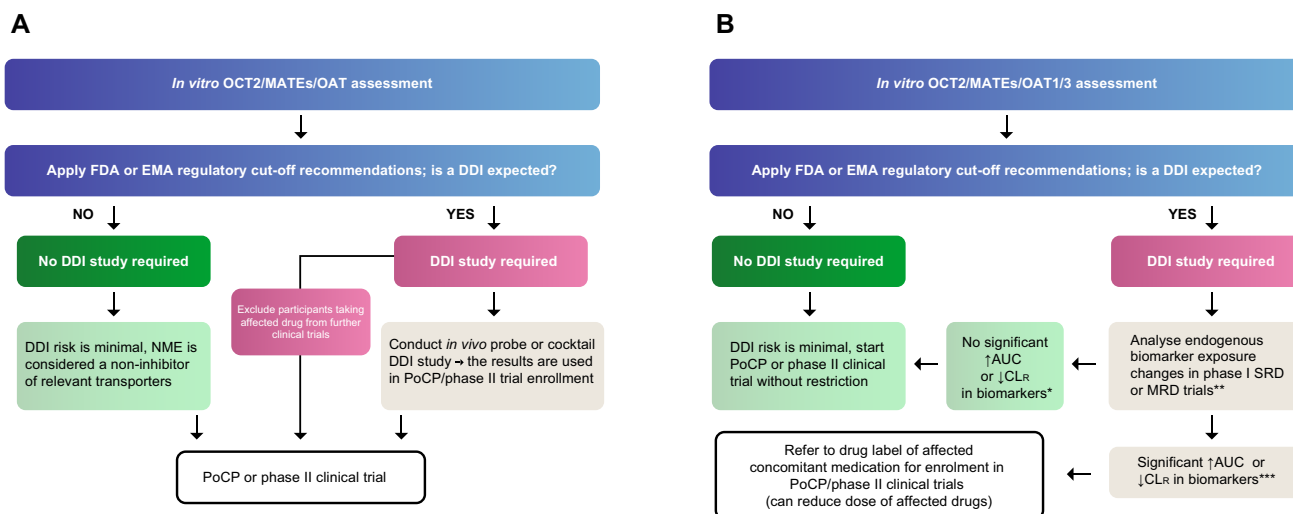 A
In vitro OCT2/MATEs/OAT assessment
Apply FDA or EMA regulatory cut-off recommendations; is a DDI expected?
NO
YES
No DDI study required
DDI study required
Exclude participants taking
affected drug from further
clinical trials
DDI risk is minimal, NME is
considered a non-inhibitor
of relevant transporters
Conduct in vivo probe or cocktail
DDI study → the results are used
in PoCP/phase II trial enrollment
PoCP or phase II clinical trial
B
In vitro OCT2/MATEs/OAT1/3 assessment
Apply FDA or EMA regulatory cut-off recommendations; is a DDI expected?
NO
YES
No DDI study required
DDI study required
DDI risk is minimal, start
PoCP or phase II clinical
trial without restriction
No significant
↑AUC
or ↓CLR
in biomarkers*
Analyse endogenous
biomarker exposure
changes in phase I SRD
or MRD trials**
Refer to drug label of affected
concomitant medication for enrolment in
PoCP/phase II clinical trials
(can reduce dose of affected drugs)
Significant ↑AUC or
↓CLR in biomarkers***